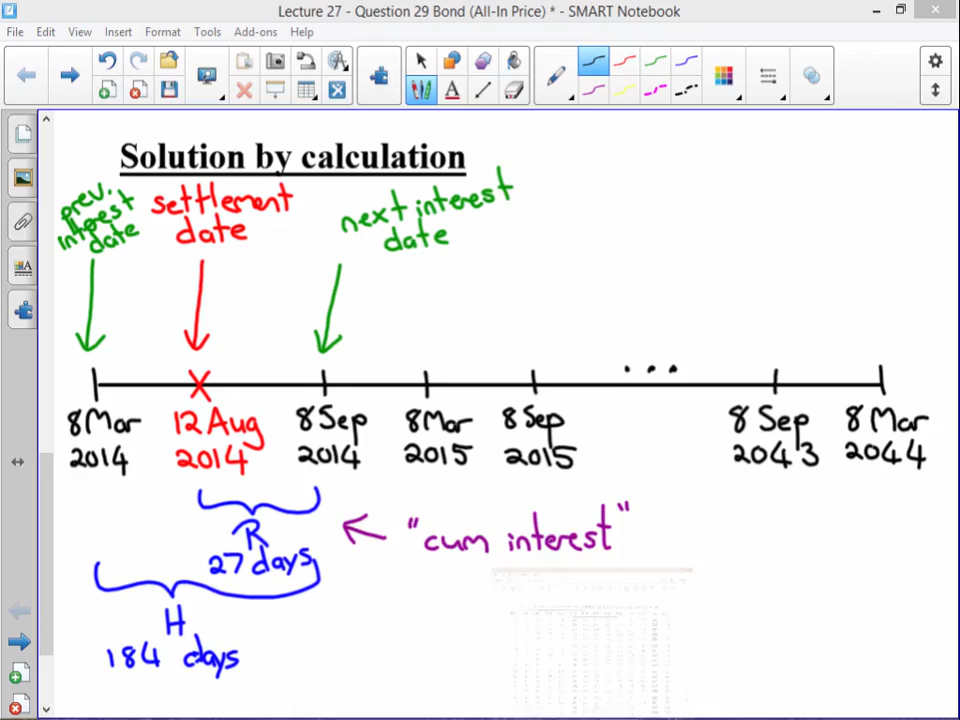 Lecture 27 - Question 29 Bond (All-In Price) * - SMART Notebook
File Edit View Insert Format Tools Add-ons Help
Solution by calculation
prev. interest date
settlement date
next interest date
8 Mar 2014
12 Aug 2014
8 Sep 2014
8 Mar 2015
8 Sep 2015
...
8 Sep 2043
8 Mar 2044
R
27 days
"cum interest"
H
184 days